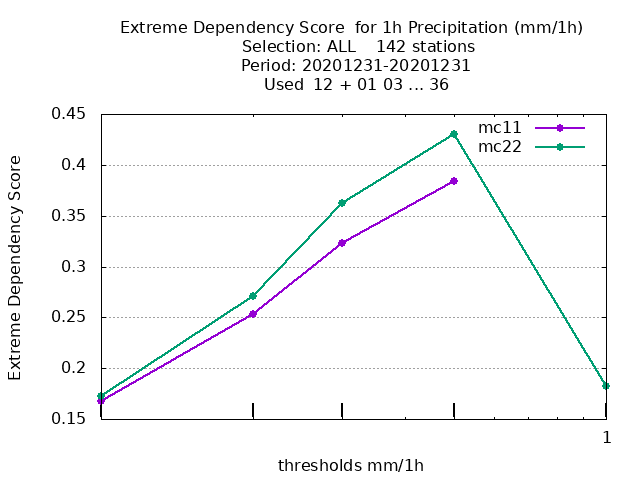 Extreme Dependency Score  for 1h Precipitation (mm/1h)
Selection: ALL    142 stations
Period: 20201231-20201231
Used  12 + 01 03 ... 36
mc11
mc22
0.45
0.4
0.35
0.3
0.25
0.2
0.15
Extreme Dependency Score
1
thresholds mm/1h